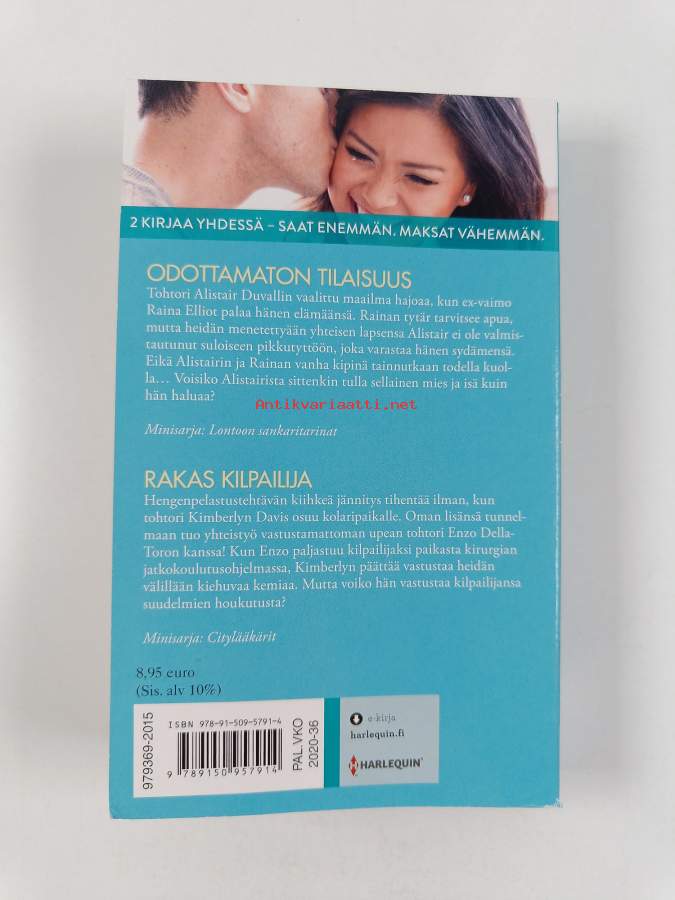 2 KIRJAA YHDESSÄ – SAAT ENEMMÄN. MAKSAT VÄHEMMÄN.
ODOTTAMATON TILAISUUS
Tohtori Alistair Duvallin vaalittu maailma hajoaa, kun ex-vaimo
Raina Elliot palaa hänen elämäänsä. Rainan tytär tarvitsee apua,
mutta heidän menetettyään yhteisen lapsensa Alistair ei ole valmis-
tautunut suloiseen pikkutyttöön, joka varastaa hänen sydämensä.
Eikä Alistairin ja Rainan vanha kipinä tainnutkaan todella kuol-
la… Voisiko Alistairista sittenkin tulla sellainen mies ja isä kuin
hän haluaa?
Antikvariaatti.net
Minisarja: Lontoon sankaritarinat
RAKAS KILPAILIJA
Hengenpelastustehtävän kiihkeä jännitys tihentää ilman, kun
tohtori Kimberlyn Davis osuu kolaripaikalle. Oman lisänsä tunnel-
maan tuo yhteistyö vastustamattoman upean tohtori Enzo Della-
Toron kanssa! Kun Enzo paljastuu kilpailijaksi paikasta kirurgian
jatkokoulutusohjelmassa, Kimberlyn päättää vastustaa heidän
välillään kiehuvaa kemiaa. Mutta voiko hän vastustaa kilpailijansa
suudelmien houkutusta?
Minisarja: Citylääkärit
8,95 euro
(Sis. alv 10%)
979369-2015
ISBN 978-91-509-5791-4
9 789150 957914
PAL.VKO
2020-36
e-kirja
harlequin.fi
HARLEQUIN